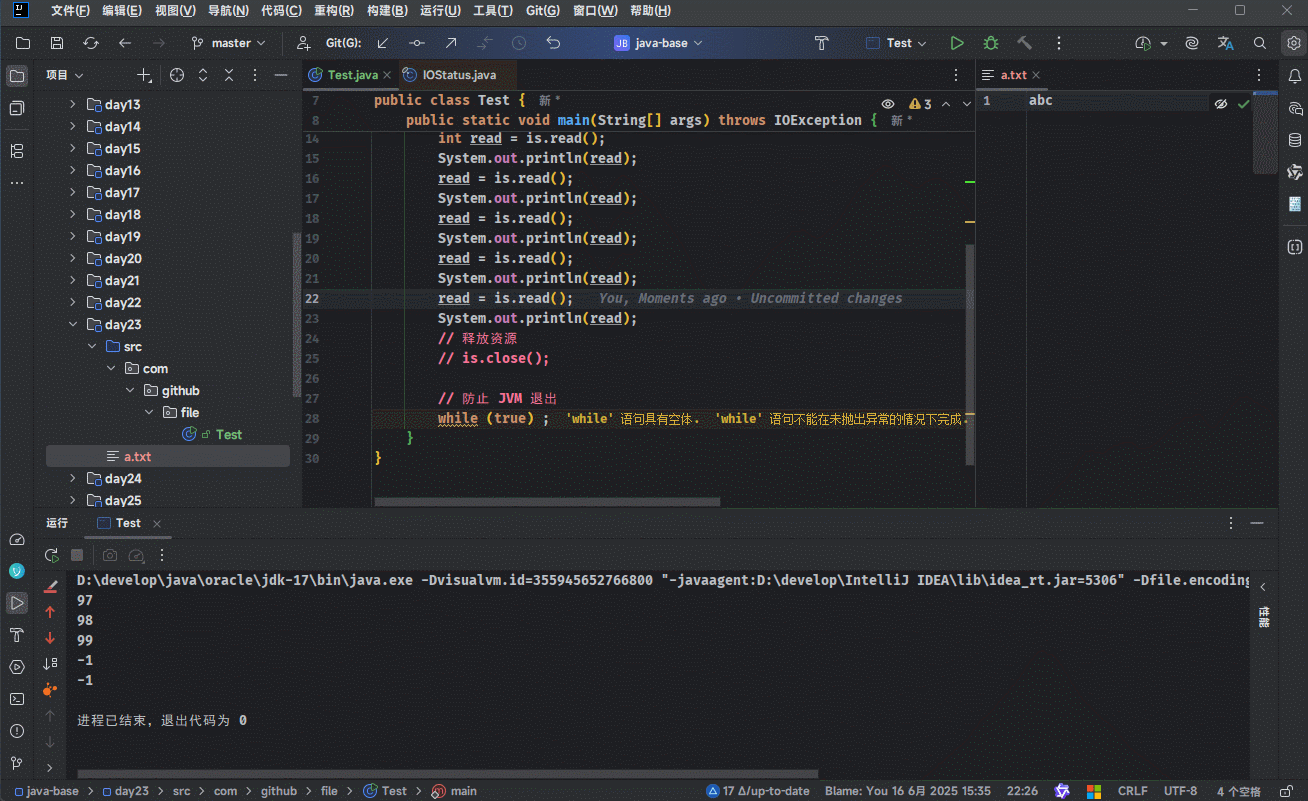 文件(F) 编辑(E) 视图(V) 导航(N) 代码(C) 重构(R) 构建(B) 运行(U) 工具(T) Git(G) 窗口(W) 帮助(H)
master Git(G): JB java-base Test
项目
day13
day14
day15
day16
day17
day18
day19
day20
day21
day22
day23
src
com
github
file
Test
a.txt
day24
day25
Test.java IOStatus.java
3
7 public class Test { 新 *
8 public static void main(String[] args) throws IOException { 新 *
14 int read = is.read();
15 System.out.println(read);
16 read = is.read();
17 System.out.println(read);
18 read = is.read();
19 System.out.println(read);
20 read = is.read();
21 System.out.println(read);
22 read = is.read(); You, Moments ago • Uncommitted changes
23 System.out.println(read);
24 // 释放资源
25 // is.close();
26
27 // 防止 JVM 退出
28 while (true) ; 'while' 语句具有空体. 'while' 语句不能在未抛出异常的情况下完成.
29 }
30 }
a.txt
1 abc
运行 Test
D:\develop\java\oracle\jdk-17\bin\java.exe -Dvisualvm.id=355945652766800 "-javaagent:D:\develop\IntelliJ IDEA\lib\idea_rt.jar=5306" -Dfile.encoding
97
98
99
-1
-1
进程已结束，退出代码为 0
性能
java-base > day23 > src > com > github > file > Test > main 17 Δ/up-to-date Blame: You 16 6月 2025 15:35 22:26 CRLF UTF-8 4 个空格